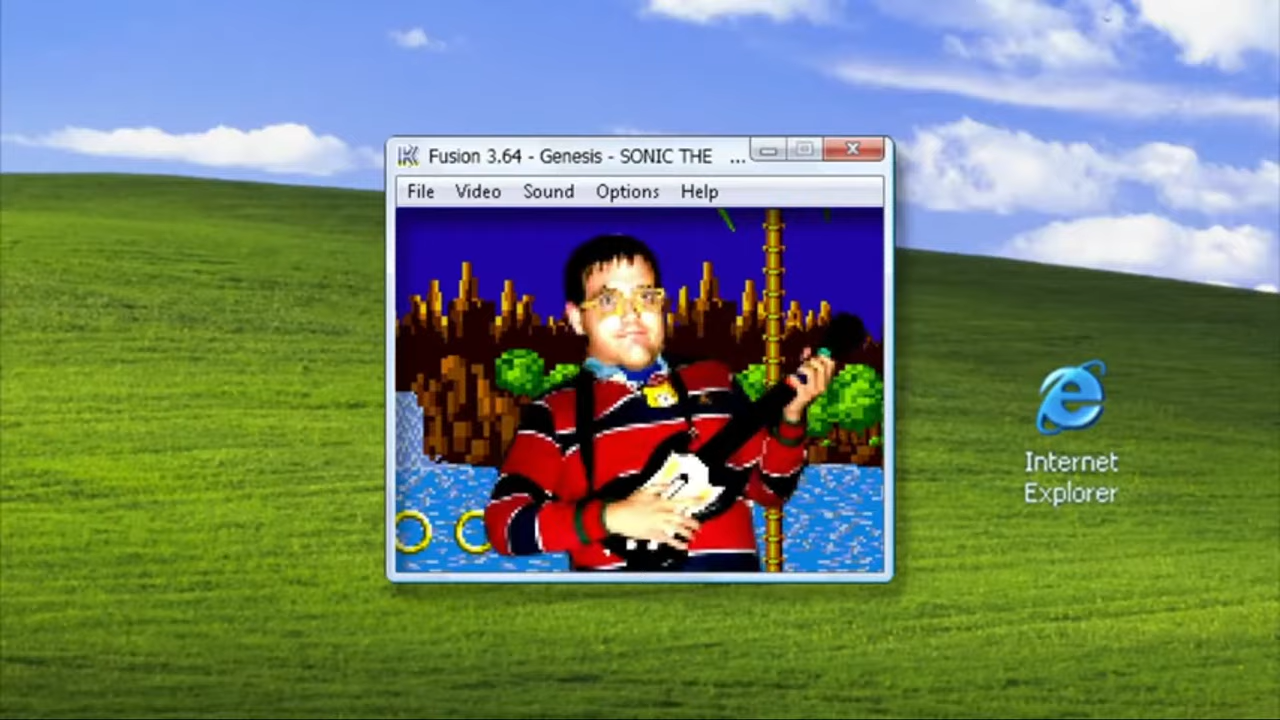 Fusion 3.64 - Genesis - SONIC THE ...
File Video Sound Options Help
Internet
Explorer